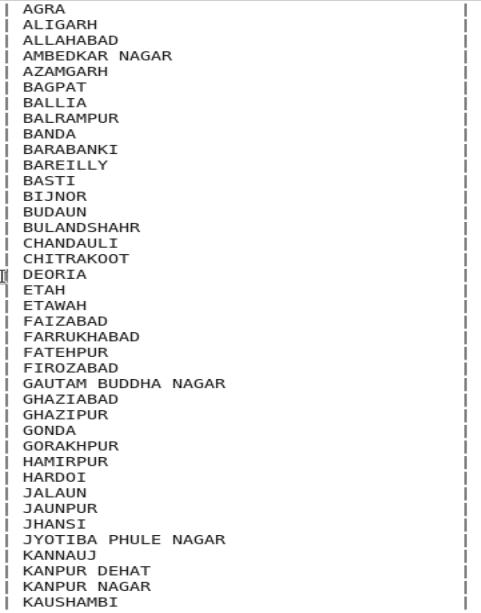 AGRA
ALIGARH
ALLAHABAD
AMBEDKAR NAGAR
AZAMGARH
BAGPAT
BALLIA
BALRAMPUR
BANDA
BARABANKI
BAREILLY
BASTI
BIJNOR
BUDAUN
BULANDSHAHR
CHANDAULI
CHITRAKOOT
DEORIA
ETAH
ETAWAH
FAIZABAD
FARRUKHABAD
FATEHPUR
FIROZABAD
GAUTAM BUDDHA NAGAR
GHAZIABAD
GHAZIPUR
GONDA
GORAKHPUR
HAMIRPUR
HARDOI
JALAUN
JAUNPUR
JHANSI
JYOTIBA PHULE NAGAR
KANNAUJ
KANPUR DEHAT
KANPUR NAGAR
KAUSHAMBI